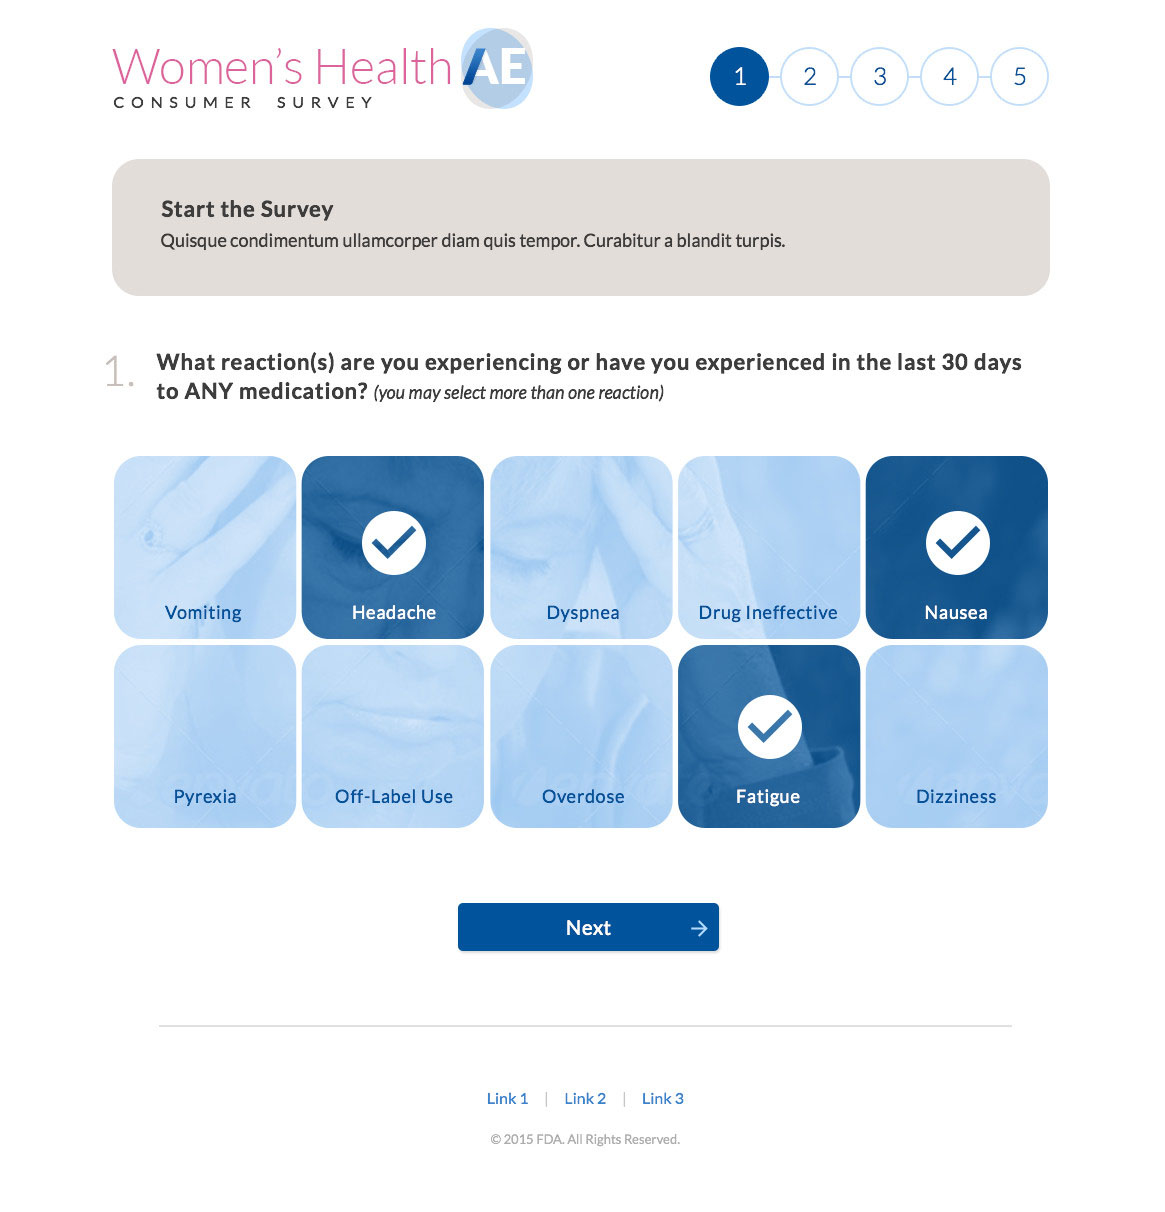 Women's Health AE
CONSUMER SURVEY
1 2 3 4 5
Start the Survey
Quisque condimentum ullamcorper diam quis tempor. Curabitur a blandit turpis.
1. What reaction(s) are you experiencing or have you experienced in the last 30 days
to ANY medication? (you may select more than one reaction)
Vomiting Headache Dyspnea Drug Ineffective Nausea
Pyrexia Off-Label Use Overdose Fatigue Dizziness
Next
Link 1 | Link 2 | Link 3
© 2015 FDA. All Rights Reserved.